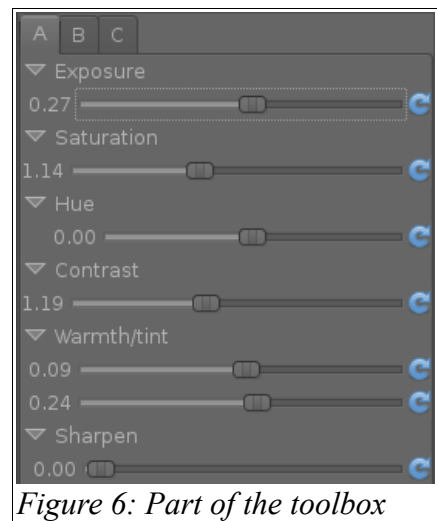 A B C
Exposure
0.27
Saturation
1.14
Hue
0.00
Contrast
1.19
Warmth/tint
0.09
0.24
Sharpen
0.00
Figure 6: Part of the toolbox